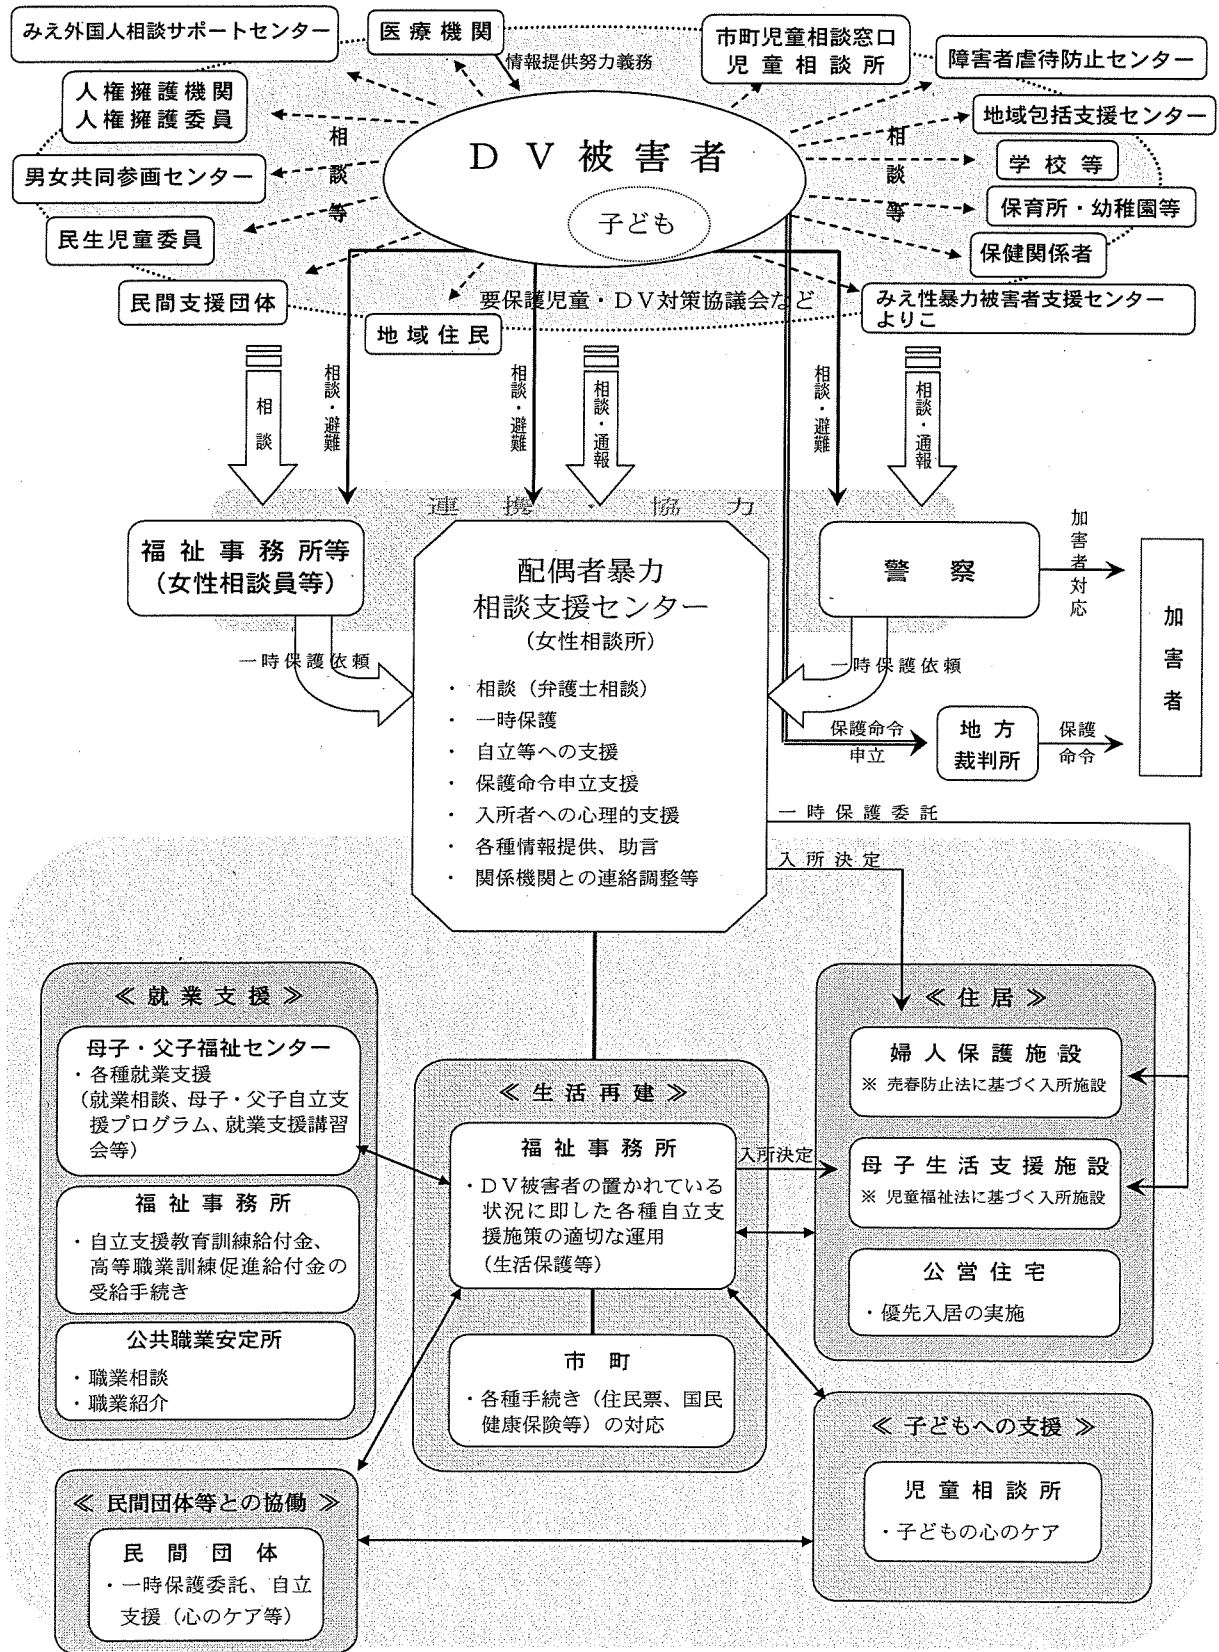 みえ外国人相談サポートセンター
医療機関
情報提供努力義務
市町児童相談窓口
児童相談所
障害者虐待防止センター
人権擁護機関
人権擁護委員
地域包括支援センター
相談等
DV被害者
子ども
相談等
学校等
男女共同参画センター
保育所・幼稚園等
民生児童委員
保健関係者
民間支援団体
要保護児童・DV対策協議会など
みえ性暴力被害者支援センター
よりこ
地域住民
相談
相談・避難
相談・避難
相談・通報
相談・避難
相談・通報
連携・協力
福祉事務所等
(女性相談員等)
配偶者暴力
相談支援センター
(女性相談所)
・ 相談(弁護士相談)
・ 一時保護
・ 自立等への支援
・ 保護命令申立支援
・ 入所者への心理的支援
・ 各種情報提供、助言
・ 関係機関との連絡調整等
警察
加害者対応
加害者
一時保護依頼
一時保護依頼
保護命令
申立
地方
裁判所
保護
命令
一時保護委託
入所決定
≪就業支援≫
母子・父子福祉センター
・各種就業支援
(就業相談、母子・父子自立支
援プログラム、就業支援講習
会等)
福祉事務所
・自立支援教育訓練給付金、
高等職業訓練促進給付金の
受給手続き
公共職業安定所
・職業相談
・職業紹介
≪生活再建≫
福祉事務所
・DV被害者の置かれている
状況に即した各種自立支
援施策の適切な運用
(生活保護等)
市町
・各種手続き(住民票、国民
健康保険等)の対応
入所決定
≪住居≫
婦人保護施設
※ 売春防止法に基づく入所施設
母子生活支援施設
※ 児童福祉法に基づく入所施設
公営住宅
・優先入居の実施
≪ 子どもへの支援 ≫
児童相談所
・子どもの心のケア
≪ 民間団体等との協働 ≫
民間団体
・一時保護委託、自立
支援(心のケア等)